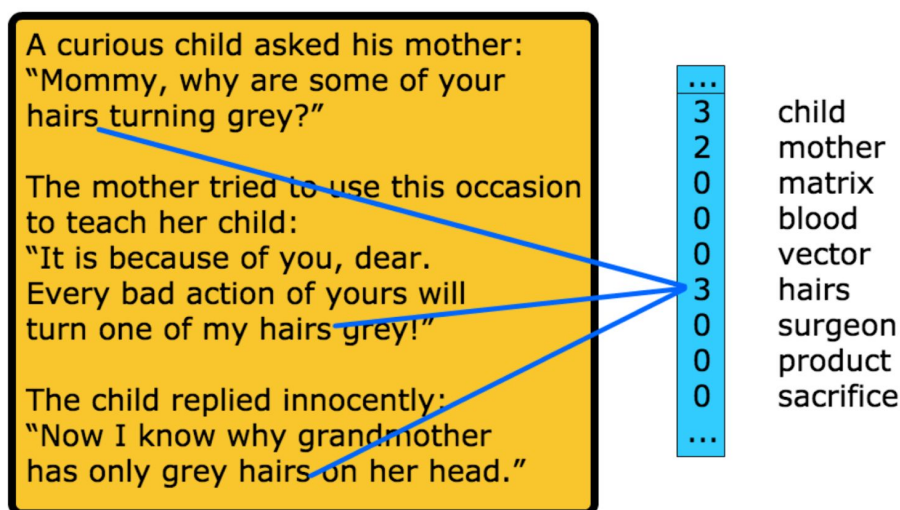 A curious child asked his mother:
“Mommy, why are some of your
hairs turning grey?”
The mother tried to use this occasion
to teach her child:
“It is because of you, dear.
Every bad action of yours will
turn one of my hairs grey!”
The child replied innocently:
“Now I know why grandmother
has only grey hairs on her head.”
...
3 child
2 mother
0 matrix
0 blood
0 vector
3 hairs
0 surgeon
0 product
0 sacrifice
...